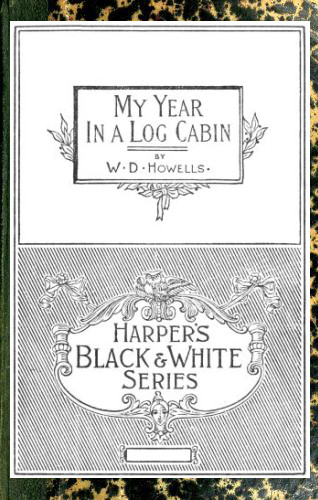 MY YEAR
IN A LOG CABIN
BY
W·D·HOWELLS·
HARPER'S
BLACK & WHITE
SERIES